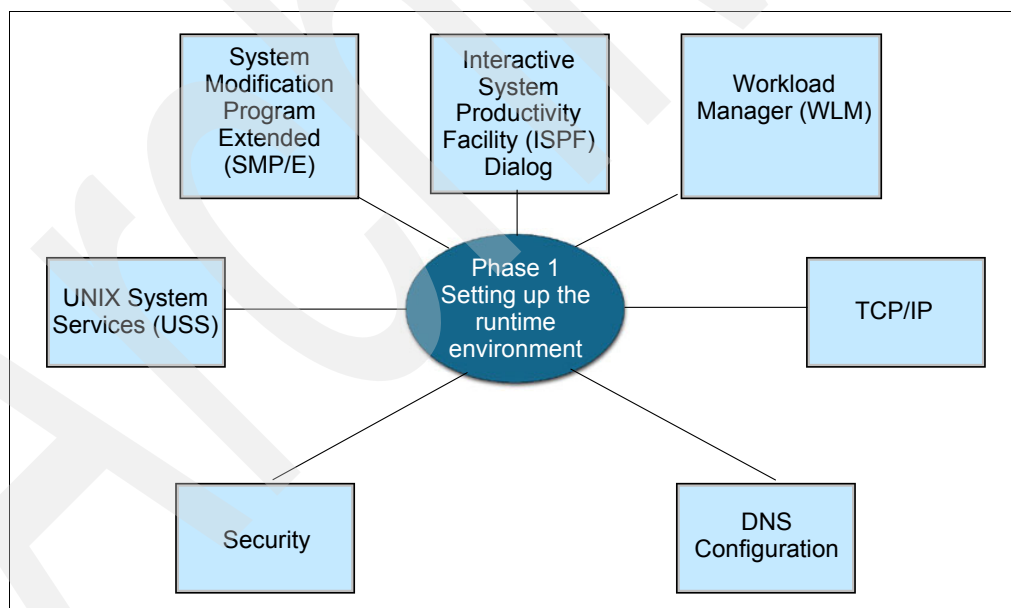 System
Modification
Program
Extended
(SMP/E)
Interactive
System
Productivity
Facility (ISPF)
Dialog
Workload
Manager (WLM)
UNIX System
Services (USS)
Phase 1
Setting up the
runtime
environment
TCP/IP
Security
DNS
Configuration